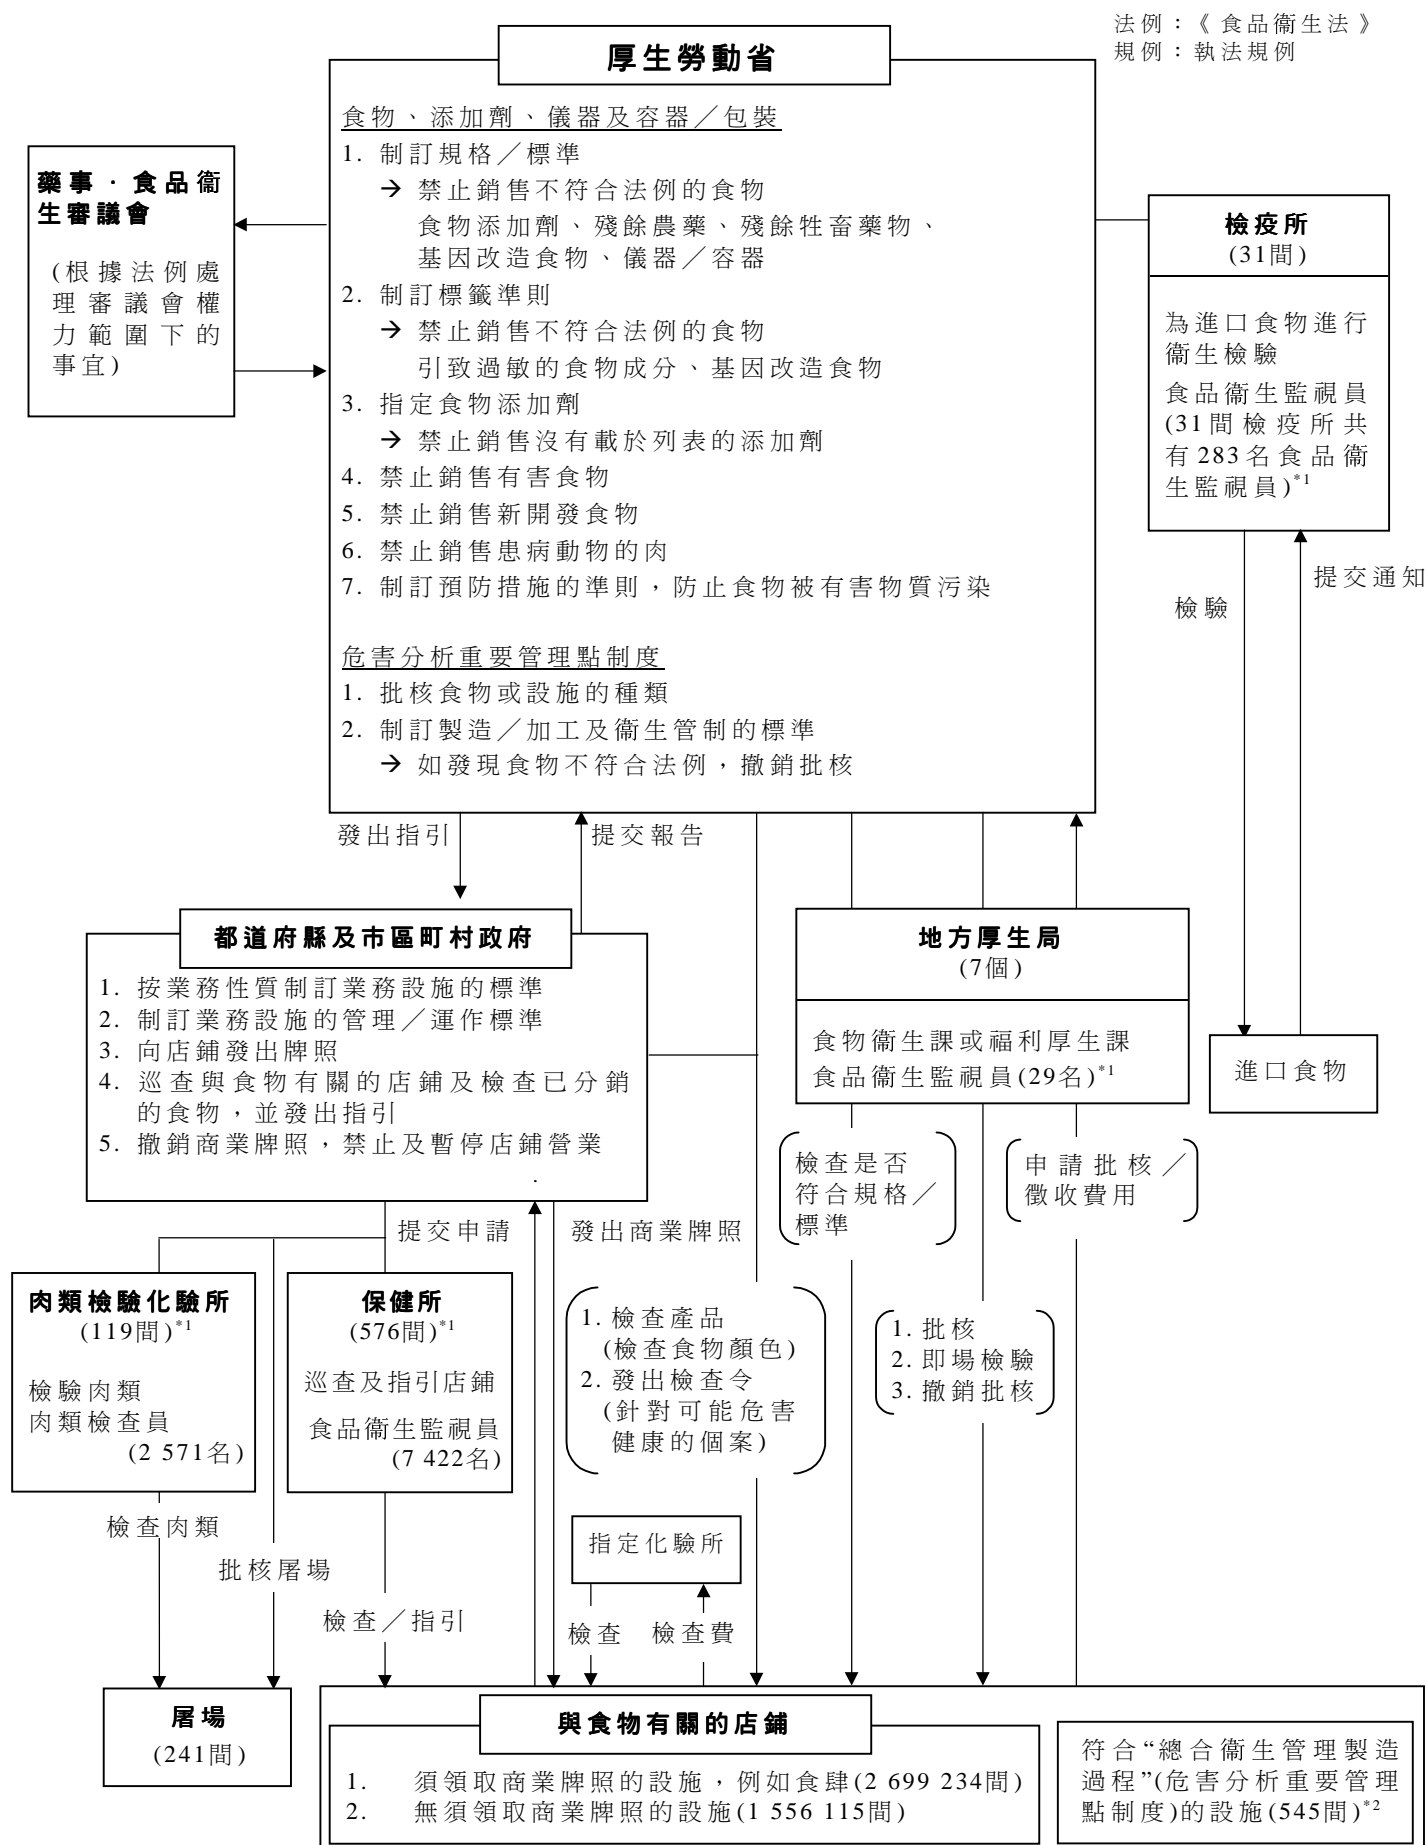 法例：《食品衞生法》
規例：執法規例
厚生勞動省
食物、添加劑、儀器及容器／包裝
1. 制訂規格／標準
→ 禁止銷售不符合法例的食物
食物添加劑、殘餘農藥、殘餘牲畜藥物、
基因改造食物、儀器／容器
2. 制訂標籤準則
→ 禁止銷售不符合法例的食物
引致過敏的食物成分、基因改造食物
3. 指定食物添加劑
→ 禁止銷售沒有載於列表的添加劑
4. 禁止銷售有害食物
5. 禁止銷售新開發食物
6. 禁止銷售患病動物的肉
7. 制訂預防措施的準則，防止食物被有害物質污染
危害分析重要管理點制度
1. 批核食物或設施的種類
2. 制訂製造／加工及衞生管制的標準
→ 如發現食物不符合法例，撤銷批核
藥事．食品衞
生審議會
(根據法例處
理審議會權
力範圍下的
事宜)
檢疫所
(31間)
為進口食物進行
衞生檢驗
食品衞生監視員
(31間檢疫所共
有283名食品衞
生監視員)*1
檢驗
提交通知
進口食物
發出指引
提交報告
都道府縣及市區町村政府
1. 按業務性質制訂業務設施的標準
2. 制訂業務設施的管理／運作標準
3. 向店鋪發出牌照
4. 巡查與食物有關的店鋪及檢查已分銷
的食物，並發出指引
5. 撤銷商業牌照，禁止及暫停店鋪營業
.
地方厚生局
(7個)
食物衞生課或福利厚生課
食品衞生監視員(29名)*1
檢查是否
符合規格／
標準
申請批核／
徵收費用
提交申請
發出商業牌照
肉類檢驗化驗所
(119間)*1
檢驗肉類
肉類檢查員
(2 571名)
保健所
(576間)*1
巡查及指引店鋪
食品衞生監視員
(7 422名)
1. 檢查產品
(檢查食物顏色)
2. 發出檢查令
(針對可能危害
健康的個案)
1. 批核
2. 即場檢驗
3. 撤銷批核
檢查肉類
批核屠場
檢查／指引
指定化驗所
檢查
檢查費
屠場
(241間)
與食物有關的店鋪
1. 須領取商業牌照的設施，例如食肆(2 699 234間)
2. 無須領取商業牌照的設施(1 556 115間)
符合“總合衞生管理製造
過程”(危害分析重要管理
點制度)的設施(545間)*2